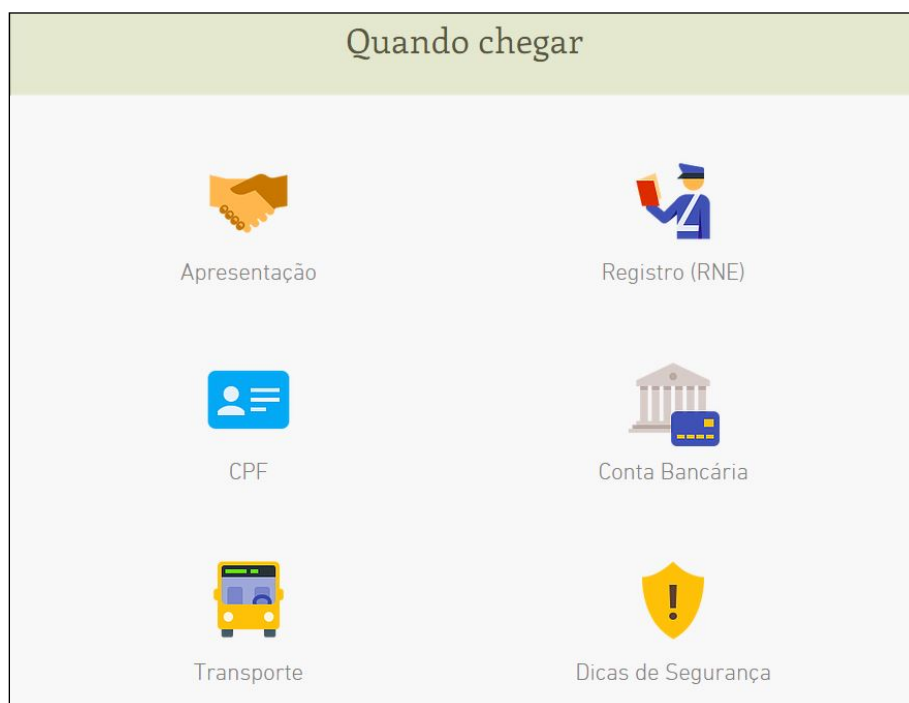 Quando chegar
Apresentação
Registro (RNE)
CPF
Conta Bancária
Transporte
Dicas de Segurança